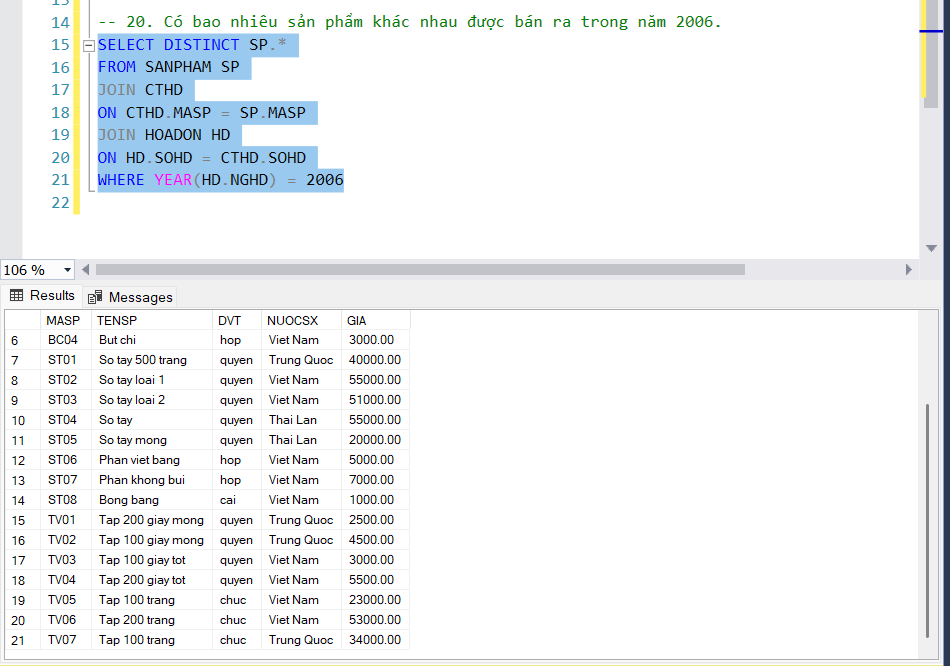 13
14 -- 20. Có bao nhiêu sản phẩm khác nhau được bán ra trong năm 2006.
15 SELECT DISTINCT SP.*
16 FROM SANPHAM SP
17 JOIN CTHD
18 ON CTHD.MASP = SP.MASP
19 JOIN HOADON HD
20 ON HD.SOHD = CTHD.SOHD
21 WHERE YEAR(HD.NGHD) = 2006
22
106 %
Results Messages
MASP TENSP DVT NUOCSX GIA
6 BC04 But chi hop Viet Nam 3000.00
7 ST01 So tay 500 trang quyen Trung Quoc 40000.00
8 ST02 So tay loai 1 quyen Viet Nam 55000.00
9 ST03 So tay loai 2 quyen Viet Nam 51000.00
10 ST04 So tay quyen Thai Lan 55000.00
11 ST05 So tay mong quyen Thai Lan 20000.00
12 ST06 Phan viet bang hop Viet Nam 5000.00
13 ST07 Phan khong bui hop Viet Nam 7000.00
14 ST08 Bong bang cai Viet Nam 1000.00
15 TV01 Tap 200 giay mong quyen Trung Quoc 2500.00
16 TV02 Tap 100 giay mong quyen Trung Quoc 4500.00
17 TV03 Tap 100 giay tot quyen Viet Nam 3000.00
18 TV04 Tap 200 giay tot quyen Viet Nam 5500.00
19 TV05 Tap 100 trang chuc Viet Nam 23000.00
20 TV06 Tap 200 trang chuc Viet Nam 53000.00
21 TV07 Tap 100 trang chuc Trung Quoc 34000.00